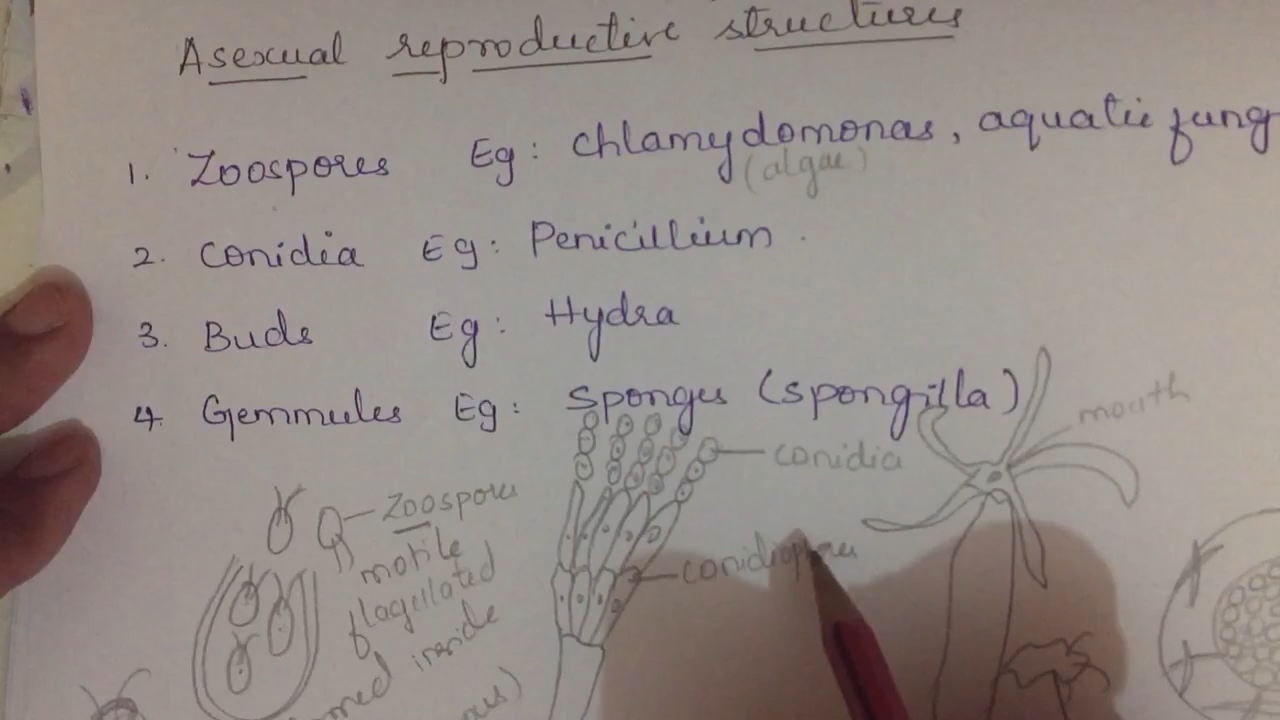 Asexual reproductive structures
1. Zoospores Eg: Chlamydomonas, aquatic fung
(algae)
2. Conidia Eg: Penicillium.
3. Buds Eg: Hydra
4. Gemmules Eg: Sponges (spongilla)
mouth
conidia
Zoospores
motile
flagellated
inside